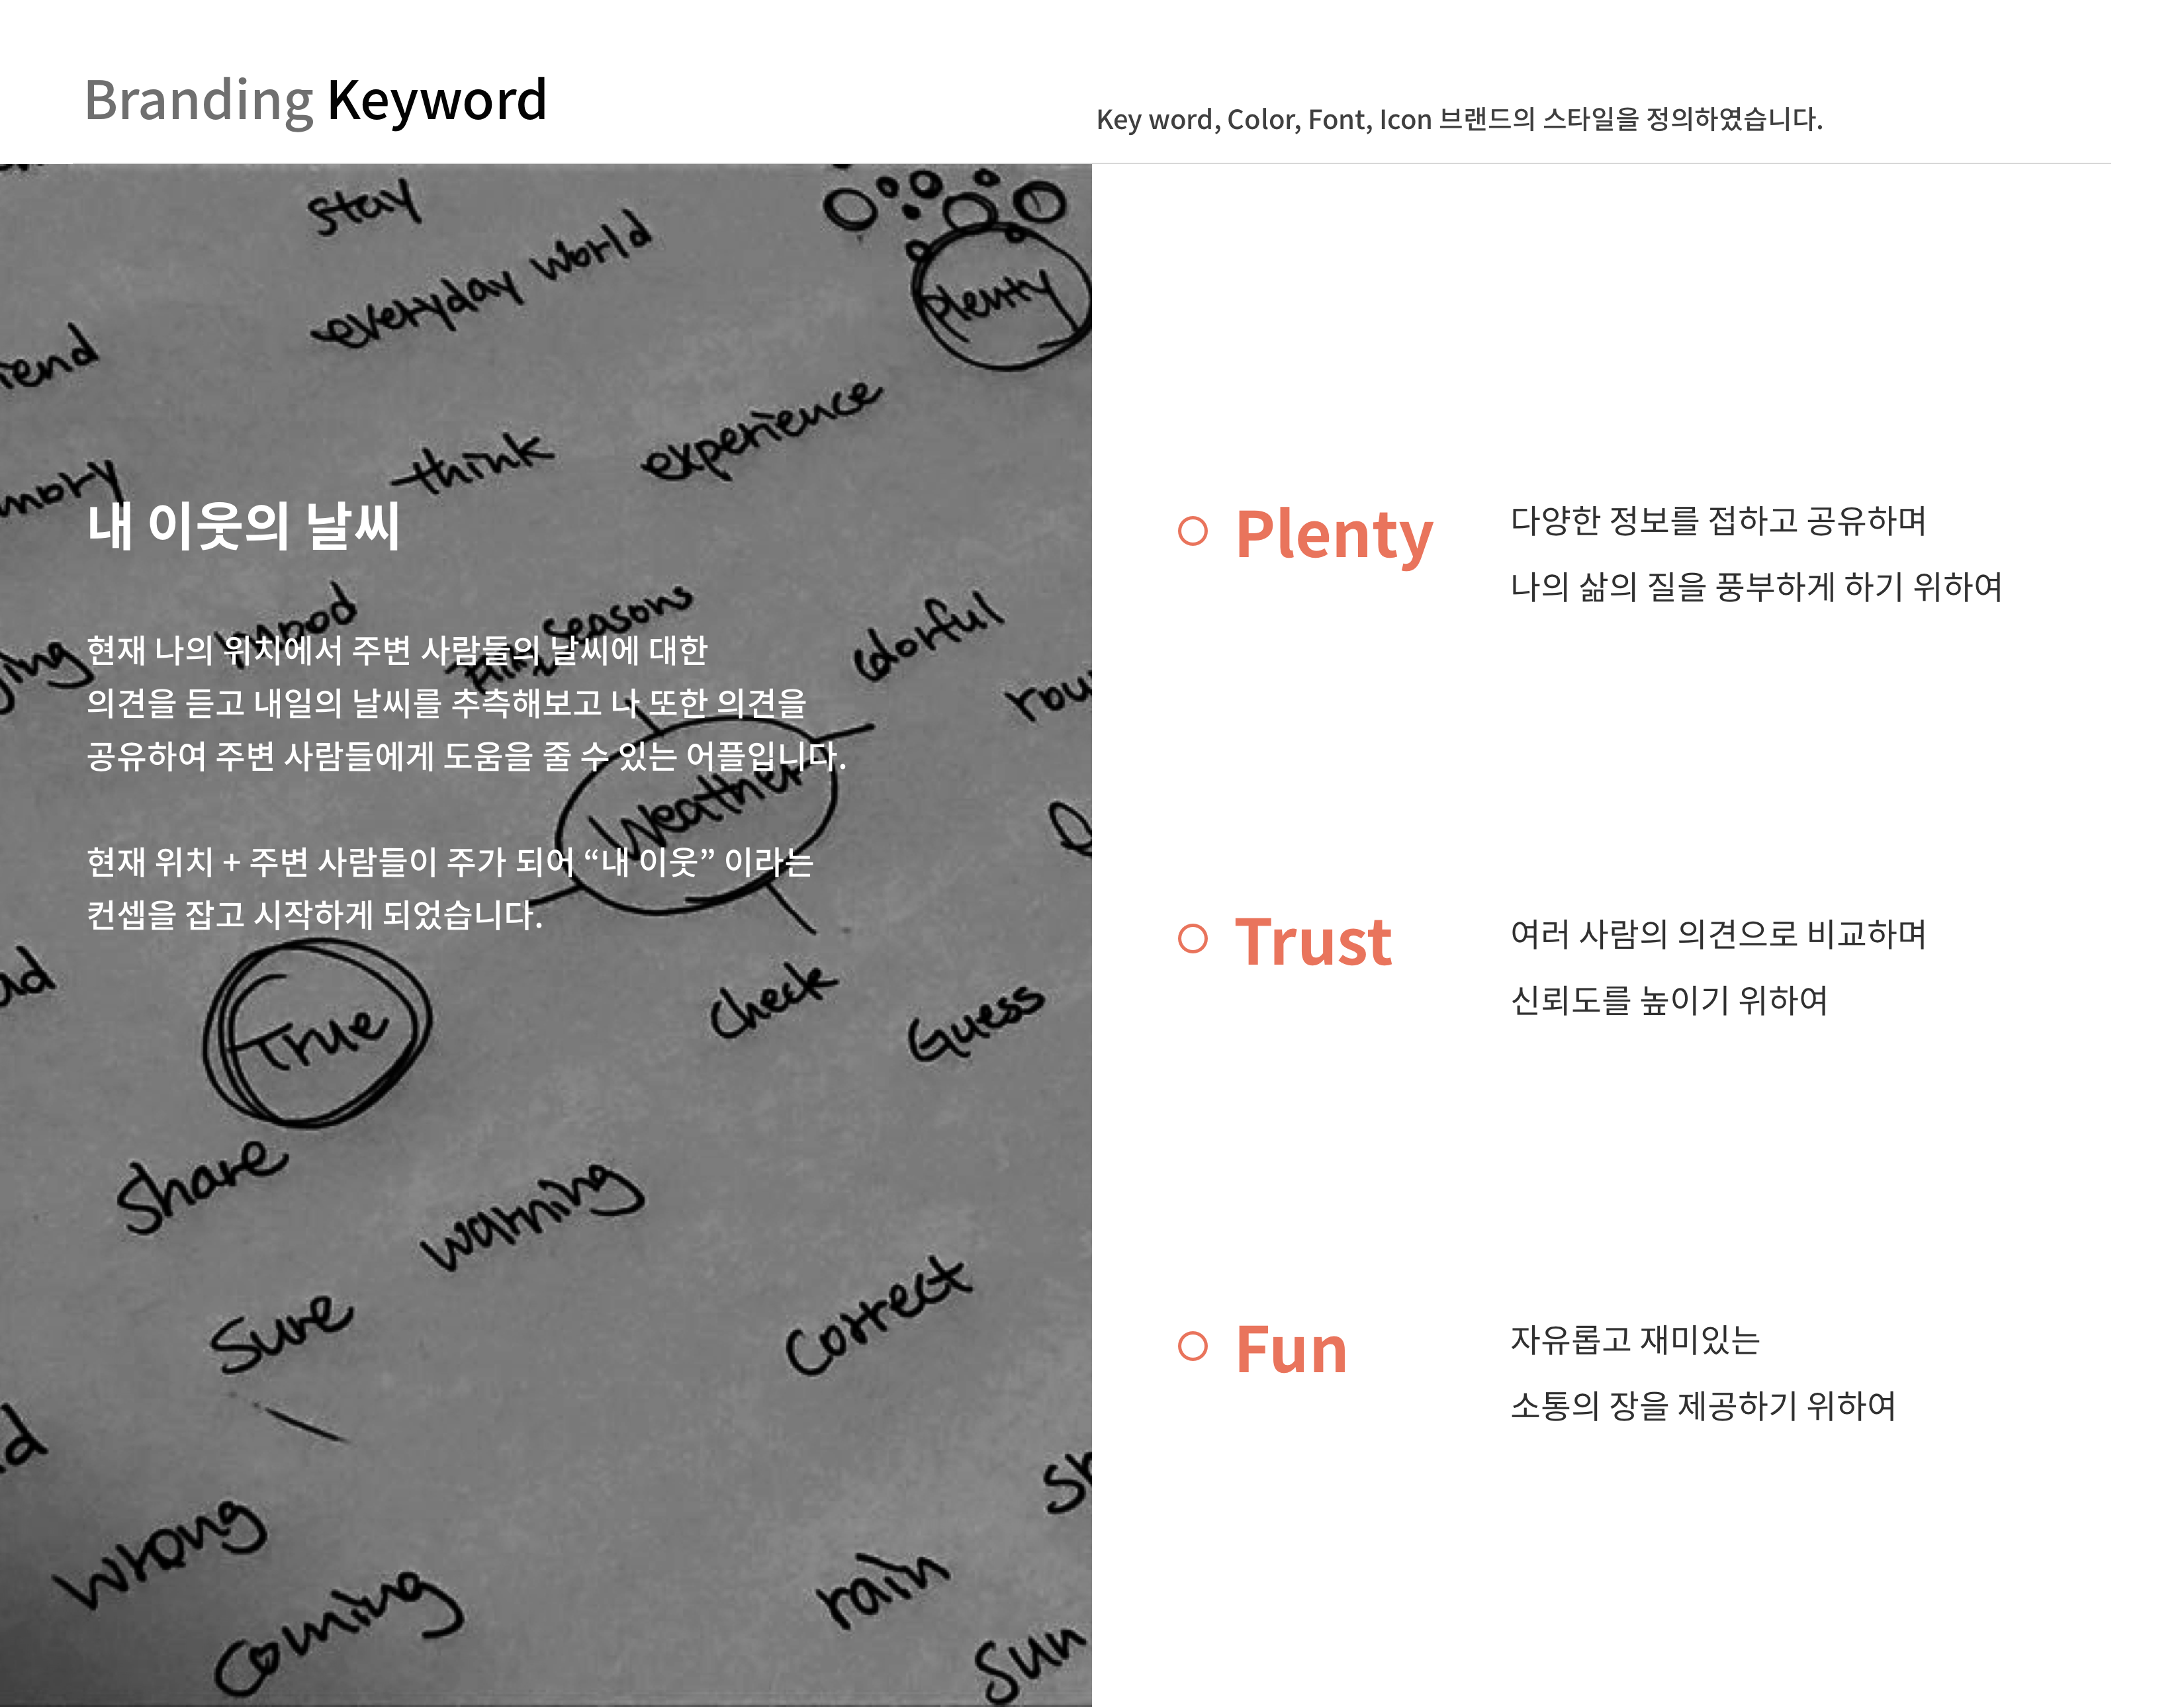 Branding Keyword
Key word, Color, Font, Icon 브랜드의 스타일을 정의하였습니다.
stay
everyday world
plenty
think
experience
내 이웃의 날씨
mood
seasons
colorful
현재 나의 위치에서 주변 사람들의 날씨에 대한
의견을 듣고 내일의 날씨를 추측해보고 나 또한 의견을
공유하여 주변 사람들에게 도움을 줄 수 있는 어플입니다.
Weather
현재 위치 + 주변 사람들이 주가 되어 “내 이웃” 이라는
컨셉을 잡고 시작하게 되었습니다.
True
check
Guess
Share
warning
Sure
Correct
wrong
Coming
rain
Sun
Plenty
다양한 정보를 접하고 공유하며
나의 삶의 질을 풍부하게 하기 위하여
Trust
여러 사람의 의견으로 비교하며
신뢰도를 높이기 위하여
Fun
자유롭고 재미있는
소통의 장을 제공하기 위하여